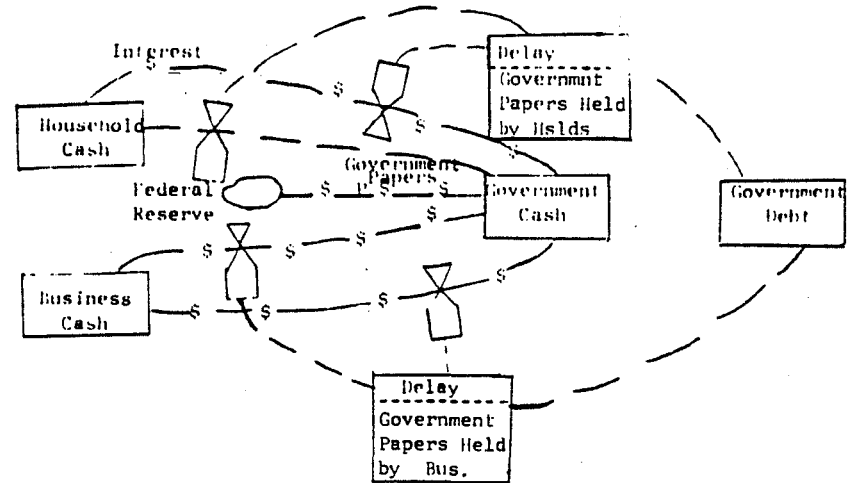 Interest
$
Delay
Governmnt
Papers Held
by Hslds
$
$
Household
Cash
$
Government
Papers
Federal
Reserve
$ $ $
Government
Cash
Government
Debt
$
$ $ $
$
Business
Cash
$ $ $
Delay
Government
Papers Held
by Bus.